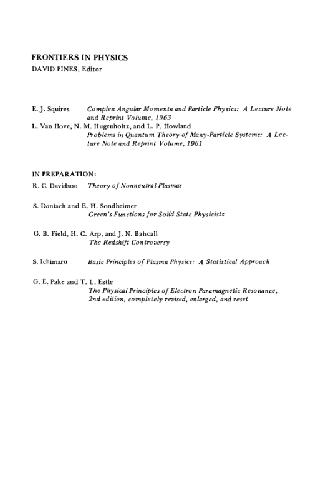 FRONTIERS IN PHYSICS
DAVID PINES, Editor
E. J. Squires Complex Angular Momenta and Particle Physics: A Lecture Note
and Reprint Volume, 1963
L. Van Hove, N. M. Hugenholtz, and L. P. Howland
Problems in Quantum Theory of Many-Particle Systems: A Lec-
ture Note and Reprint Volume, 1961
IN PREPARATION:
R. C. Davidson Theory of Nonneutral Plasmas
S. Doniach and E. H. Sondheimer
Green's Functions for Solid State Physicists
G. B. Field, H. C. Arp, and J. N. Bahcall
The Redshift Controversy
S. Ichimaru Basic Principles of Plasma Physics: A Statistical Approach
G. E. Pake and T. L. Estle
The Physical Principles of Electron Paramagnetic Resonance,
2nd edition, completely revised, enlarged, and reset